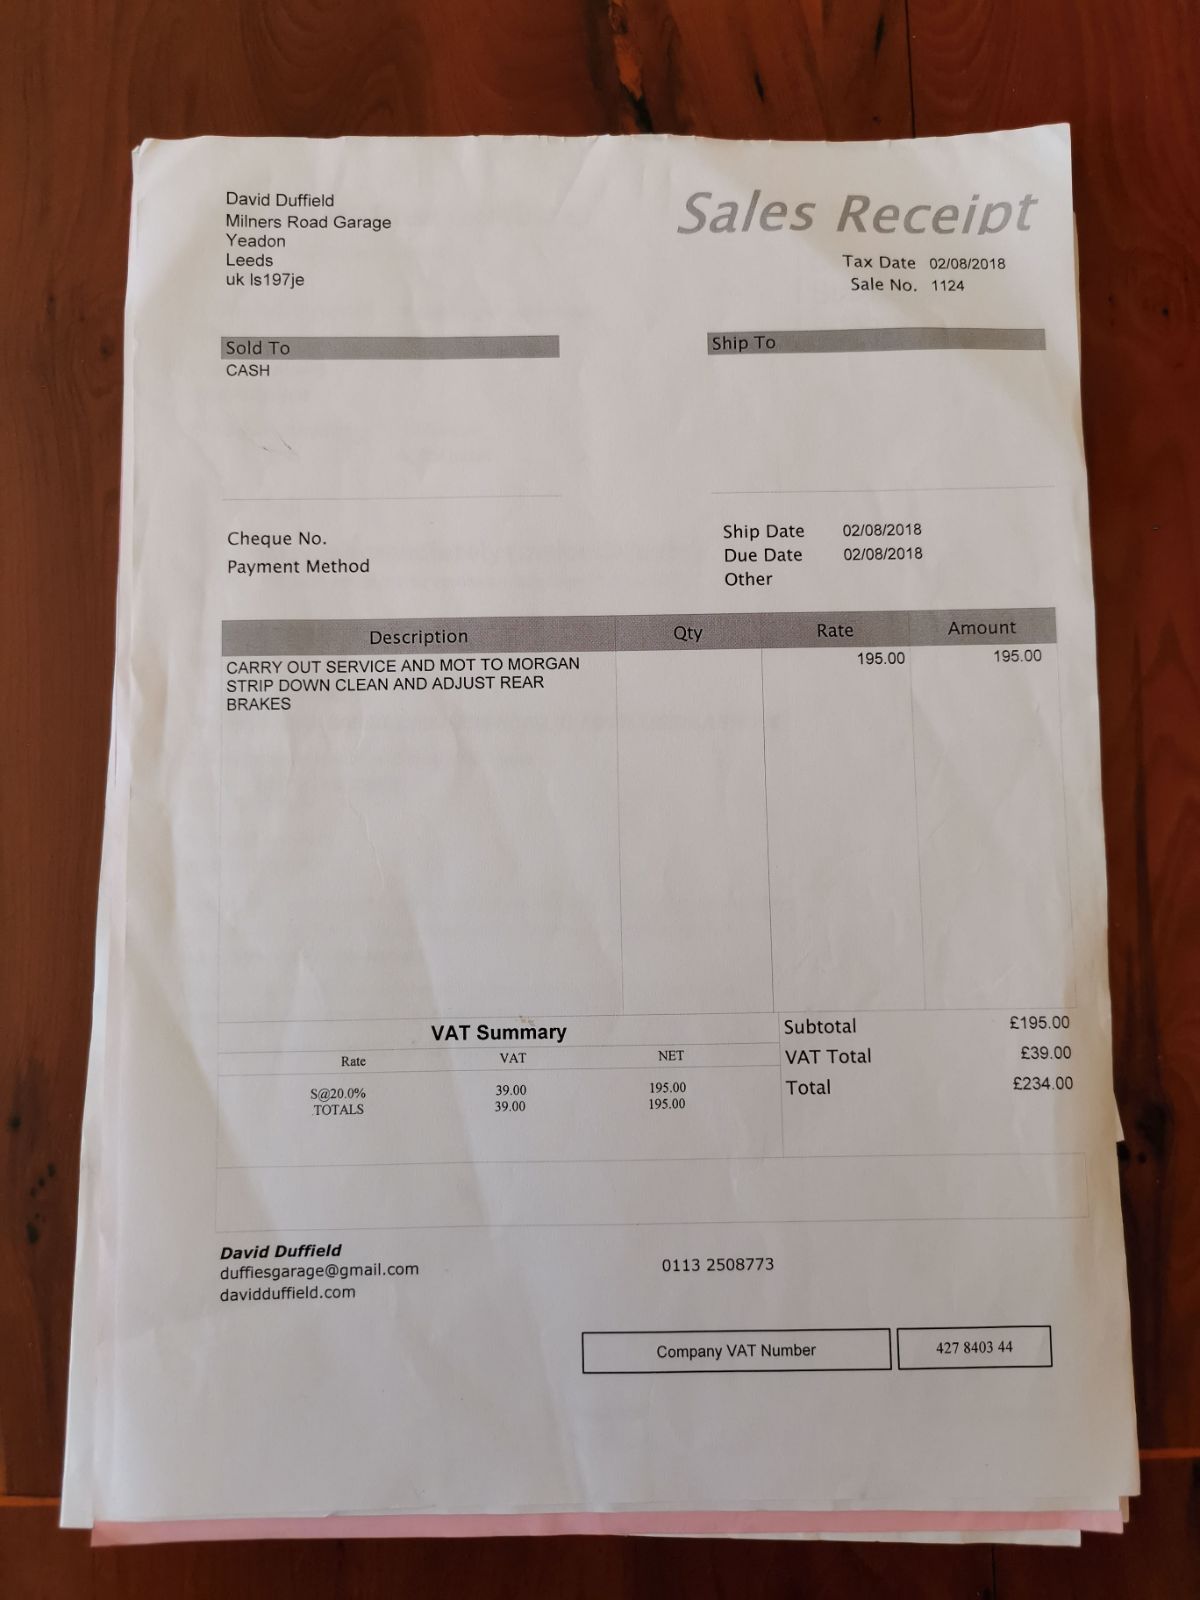 David Duffield
Milners Road Garage
Yeadon
Leeds
uk ls197je
Sales Receipt
Tax Date 02/08/2018
Sale No. 1124
Sold To
CASH
Ship To
Cheque No.
Payment Method
Ship Date 02/08/2018
Due Date 02/08/2018
Other
Description Qty Rate Amount
CARRY OUT SERVICE AND MOT TO MORGAN 195.00 195.00
STRIP DOWN CLEAN AND ADJUST REAR
BRAKES
VAT Summary
Rate VAT NET
S@20.0% 39.00 195.00
TOTALS 39.00 195.00
Subtotal £195.00
VAT Total £39.00
Total £234.00
David Duffield
duffiesgarage@gmail.com
davidduffield.com
0113 2508773
Company VAT Number 427 8403 44